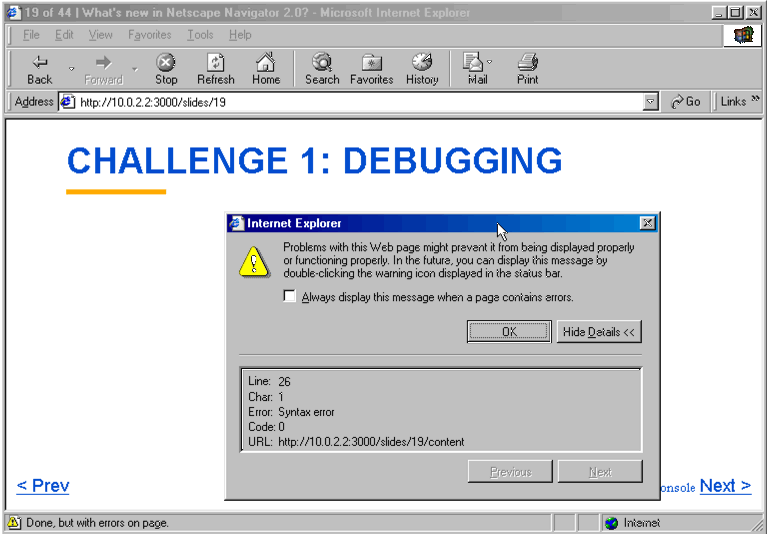 19 of 44 | What's new in Netscape Navigator 2.0? - Microsoft Internet Explorer
File Edit View Favorites Tools Help
Back Forward Stop Refresh Home Search Favorites History Mail Print
Address http://10.0.2.2:3000/slides/19 Go Links »
CHALLENGE 1: DEBUGGING
Internet Explorer
Problems with this Web page might prevent it from being displayed properly
or functioning properly. In the future, you can display this message by
double-clicking the warning icon displayed in the status bar.
Always display this message when a page contains errors.
OK Hide Details <<
Line: 26
Char: 1
Error: Syntax error
Code: 0
URL: http://10.0.2.2:3000/slides/19/content
Previous Next
< Prev onsole Next >
Done, but with errors on page. Internet